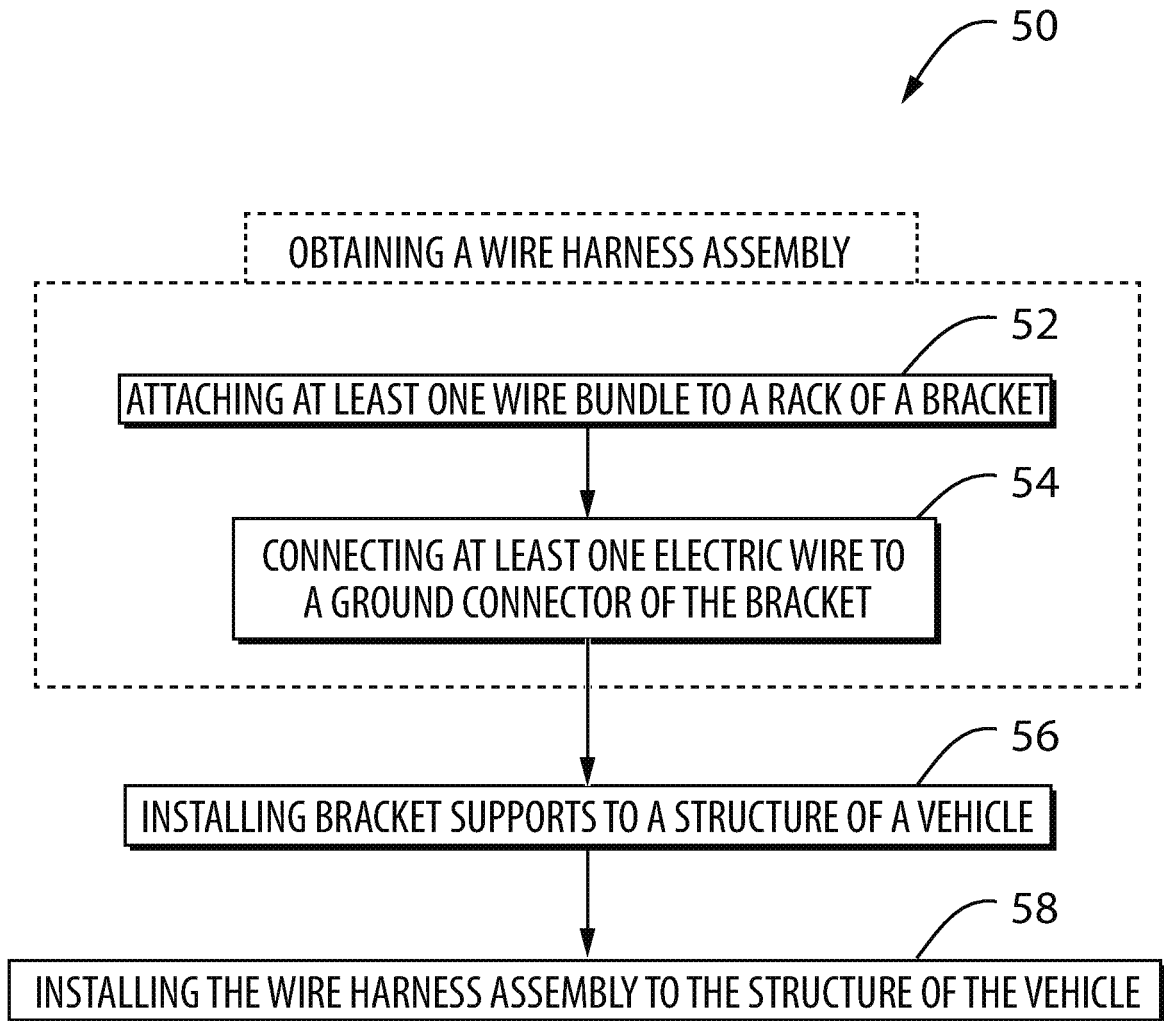 50
OBTAINING A WIRE HARNESS ASSEMBLY
52
ATTACHING AT LEAST ONE WIRE BUNDLE TO A RACK OF A BRACKET
54
CONNECTING AT LEAST ONE ELECTRIC WIRE TO
A GROUND CONNECTOR OF THE BRACKET
56
INSTALLING BRACKET SUPPORTS TO A STRUCTURE OF A VEHICLE
58
INSTALLING THE WIRE HARNESS ASSEMBLY TO THE STRUCTURE OF THE VEHICLE